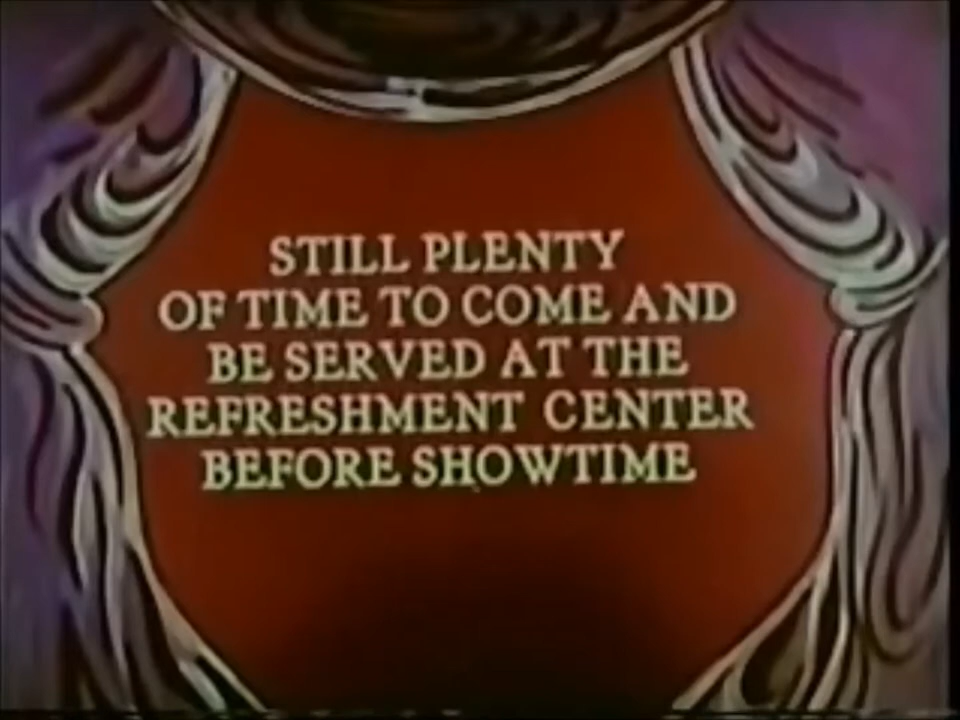 STILL PLENTY
OF TIME TO COME AND
BE SERVED AT THE
REFRESHMENT CENTER
BEFORE SHOWTIME